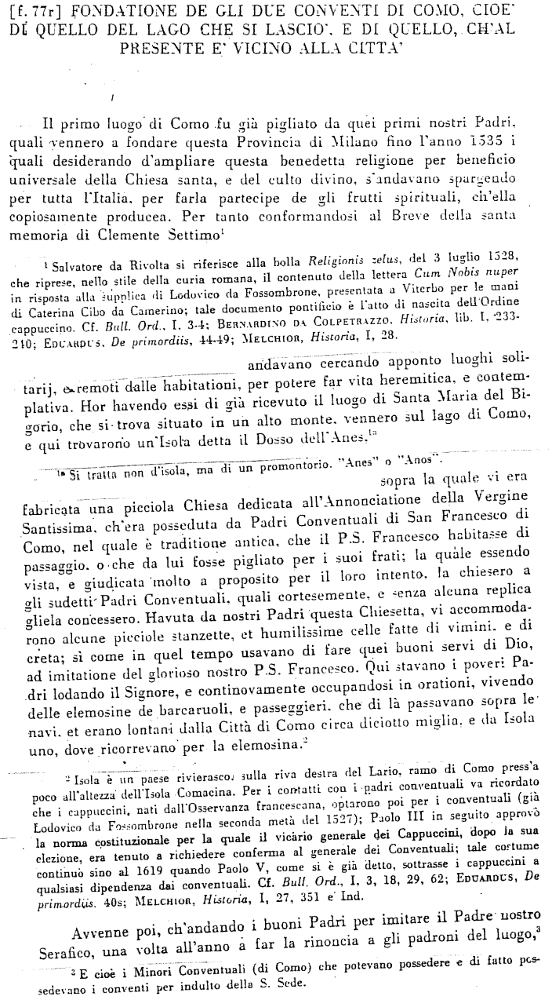 [f. 77r] FONDATIONE DE GLI DUE CONVENTI DI COMO, CIOE'
DI QUELLO DEL LAGO CHE SI LASCIO', E DI QUELLO, CH'AL
PRESENTE E' VICINO ALLA CITTA'
Il primo luogo di Como fu già pigliato da quei primi nostri Padri,
quali vennero a fondare questa Provincia di Milano fino l'anno 1535 i
quali desiderando d'ampliare questa benedetta religione per beneficio
universale della Chiesa santa, e del culto divino, s'andavano spargendo
per tutta l'Italia, per farla partecipe de gli frutti spirituali, ch'ella
copiosamente producea. Per tanto conformandosi al Breve della santa
memoria di Clemente Settimo¹
¹ Salvatore da Rivolta si riferisce alla bolla Religionis zelus, del 3 luglio 1528,
che riprese, nello stile della curia romana, il contenuto della lettera Cum Nobis nuper
in risposta alla supplica di Lodovico da Fossombrone, presentata a Viterbo per le mani
di Caterina Cibo da Camerino; tale documento pontificio è l'atto di nascita dell'Ordine
cappuccino. Cf. Bull. Ord., I, 3-4; BERNARDINO DA COLPETRAZZO, Historia, lib. I, 233-
240; EDUARDUS, De primordiis, 44-49; MELCHIOR, Historia, I, 28.
andavano cercando apponto luoghi soli-
tarij, e remoti dalle habitationi, per potere far vita heremitica, e contem-
plativa. Hor havendo essi di già ricevuto il luogo di Santa Maria del Bi-
gorio, che si trova situato in un alto monte, vennero sul lago di Como,
e qui trovarono un'Isola detta il Dosso dell'Anes,¹ᵃ
¹ᵃ Si tratta non d'isola, ma di un promontorio. "Anes" o "Anos".
sopra la quale vi era
fabricata una picciola Chiesa dedicata all'Annonciatione della Vergine
Santissima, ch'era posseduta da Padri Conventuali di San Francesco di
Como, nel quale è traditione antica, che il P.S. Francesco habitasse di
passaggio, o che da lui fosse pigliato per i suoi frati; la quale essendo
vista, e giudicata molto a proposito per il loro intento, la chiesero a
gli sudetti Padri Conventuali, quali cortesemente, e senza alcuna replica
gliela concessero. Havuta da nostri Padri questa Chiesetta, vi accommoda-
rono alcune picciole stanzette, et humilissime celle fatte di vimini, e di
creta; sì come in quel tempo usavano di fare quei buoni servi di Dio,
ad imitatione del glorioso nostro P.S. Francesco. Qui stavano i poveri Pa-
dri lodando il Signore, e continovamente occupandosi in orationi, vivendo
delle elemosine de barcaruoli, e passeggieri, che di là passavano sopra le
navi, et erano lontani dalla Città di Como circa diciotto miglia, e da Isola
uno, dove ricorrevano per la elemosina.²
² Isola è un paese rivierasco, sulla riva destra del Lario, ramo di Como press'a
poco all'altezza dell'Isola Comacina. Per i contatti con i padri conventuali va ricordato
che i cappuccini, nati dall'Osservanza francescana, optarono poi per i conventuali (già
Lodovico da Fossombrone nella seconda metà del 1527); Paolo III in seguito approvò
la norma costituzionale per la quale il vicario generale dei Cappuccini, dopo la sua
elezione, era tenuto a richiedere conferma al generale dei Conventuali; tale costume
continuò sino al 1619 quando Paolo V, come si è già detto, sottrasse i cappuccini a
qualsiasi dipendenza dai conventuali. Cf. Bull. Ord., I, 3, 18, 29, 62; EDUARDUS, De
primordiis, 40s; MELCHIOR, Historia, I, 27, 351 e Ind.
Avvenne poi, ch'andando i buoni Padri per imitare il Padre nostro
Serafico, una volta all'anno a far la rinoncia a gli padroni del luogo,³
³ E cioè i Minori Conventuali (di Como) che potevano possedere e di fatto pos-
sedevano i conventi per indulto della S. Sede.